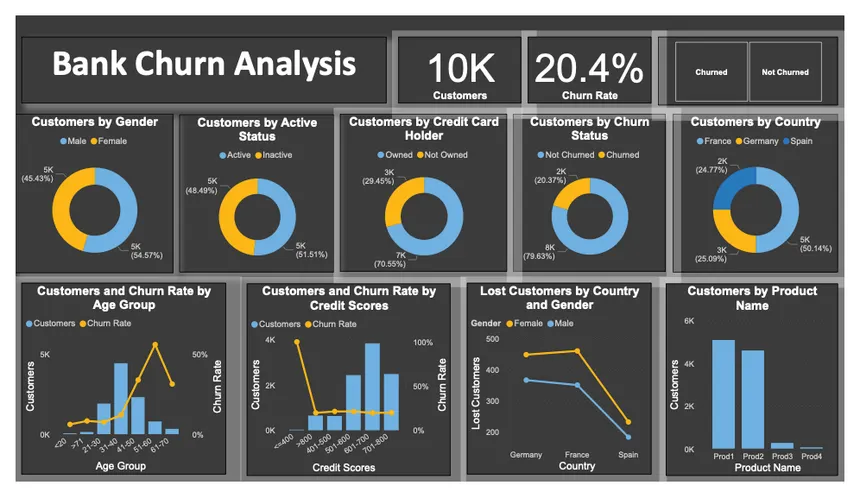 Bank Churn Analysis
10K
Customers
20.4%
Churn Rate
Churned
Not Churned
Customers by Gender
Male Female
5K
(45.43%)
5K
(54.57%)
Customers by Active
Status
Active Inactive
5K
(48.49%)
5K
(51.51%)
Customers by Credit Card
Holder
Owned Not Owned
3K
(29.45%)
7K
(70.55%)
Customers by Churn
Status
Not Churned Churned
2K
(20.37%)
8K
(79.63%)
Customers by Country
France Germany Spain
2K
(24.77%)
3K
(25.09%)
5K
(50.14%)
Customers and Churn Rate by
Age Group
Customers Churn Rate
Customers
5K
0K
50%
0%
Churn Rate
<20
>71
21-30
31-40
41-50
51-60
61-70
Age Group
Customers and Churn Rate by
Credit Scores
Customers Churn Rate
Customers
4K
2K
0K
100%
50%
0%
Churn Rate
<=400
>800
401-500
501-600
601-700
701-800
Credit Scores
Lost Customers by Country
and Gender
Gender Female Male
Lost Customers
500
400
300
200
Germany France Spain
Country
Customers by Product
Name
Customers
6K
4K
2K
0K
Prod1 Prod2 Prod3 Prod4
Product Name